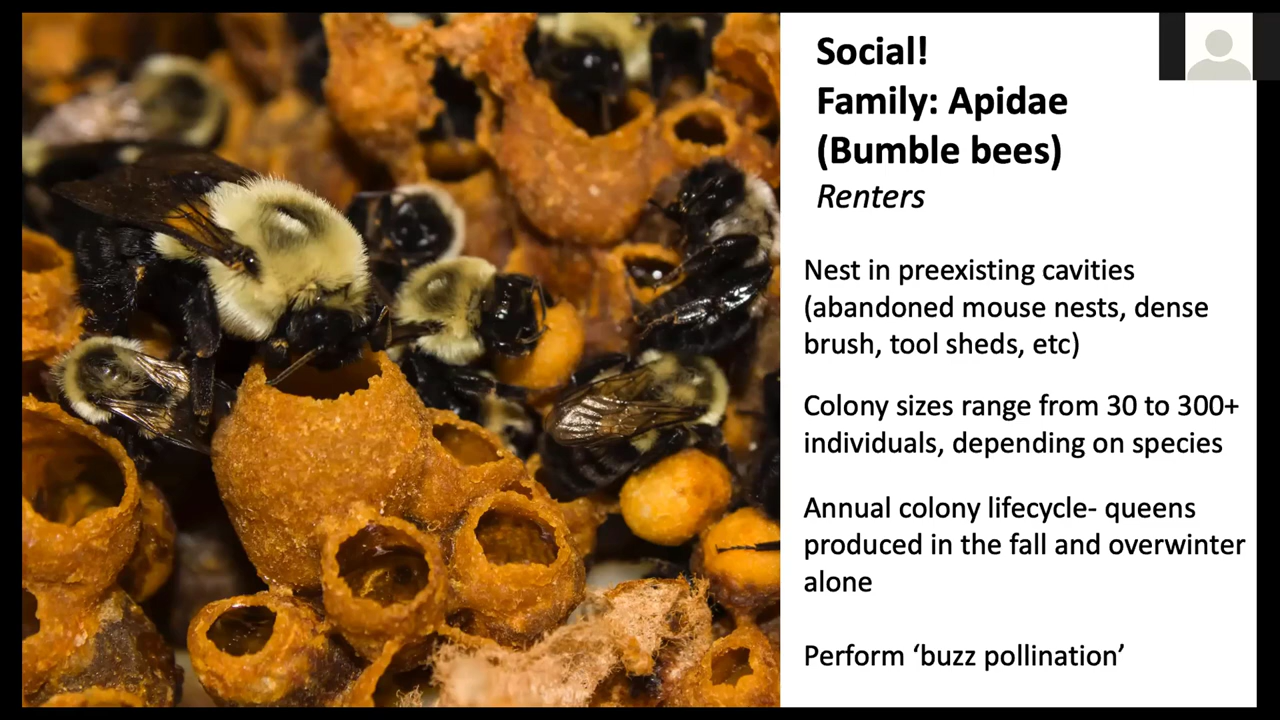 Social!
Family: Apidae
(Bumble bees)
Renters
Nest in preexisting cavities
(abandoned mouse nests, dense
brush, tool sheds, etc)
Colony sizes range from 30 to 300+
individuals, depending on species
Annual colony lifecycle- queens
produced in the fall and overwinter
alone
Perform ‘buzz pollination’